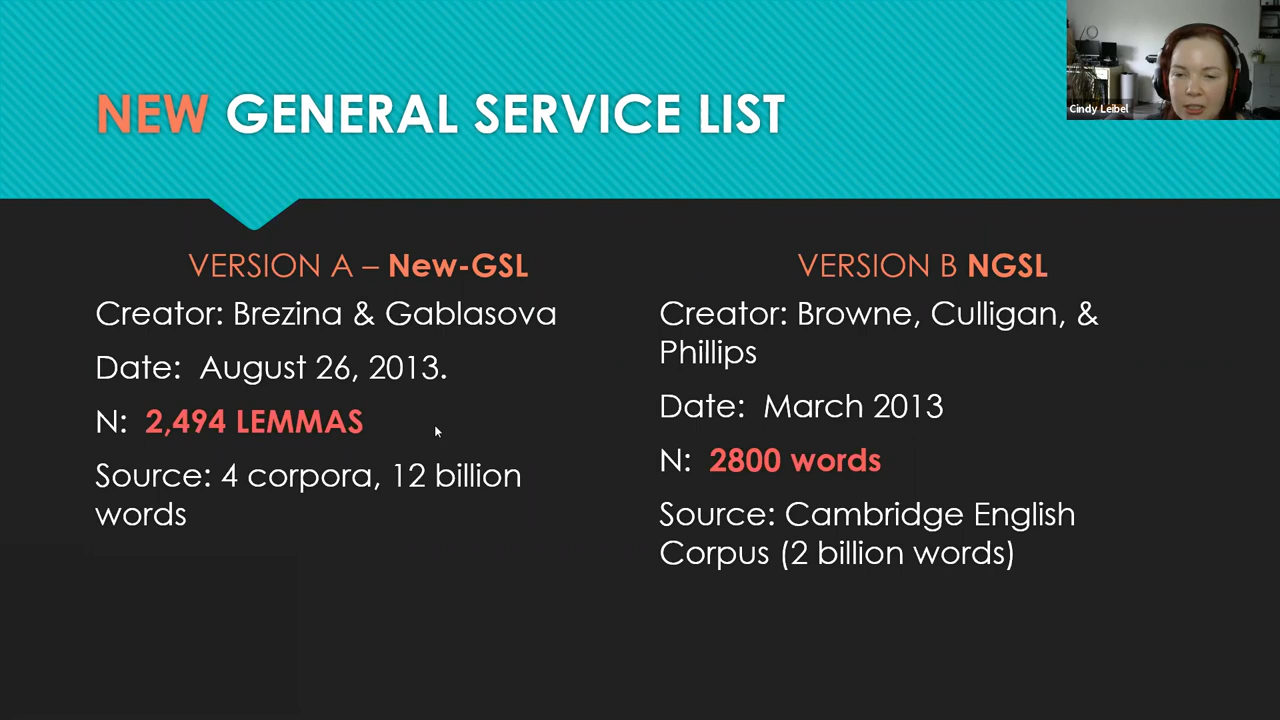 NEW GENERAL SERVICE LIST
Cindy Leibel
VERSION A – New-GSL
Creator: Brezina & Gablasova
Date:  August 26, 2013.
N:  2,494 LEMMAS
Source: 4 corpora, 12 billion
words
VERSION B NGSL
Creator: Browne, Culligan, &
Phillips
Date:  March 2013
N:  2800 words
Source: Cambridge English
Corpus (2 billion words)